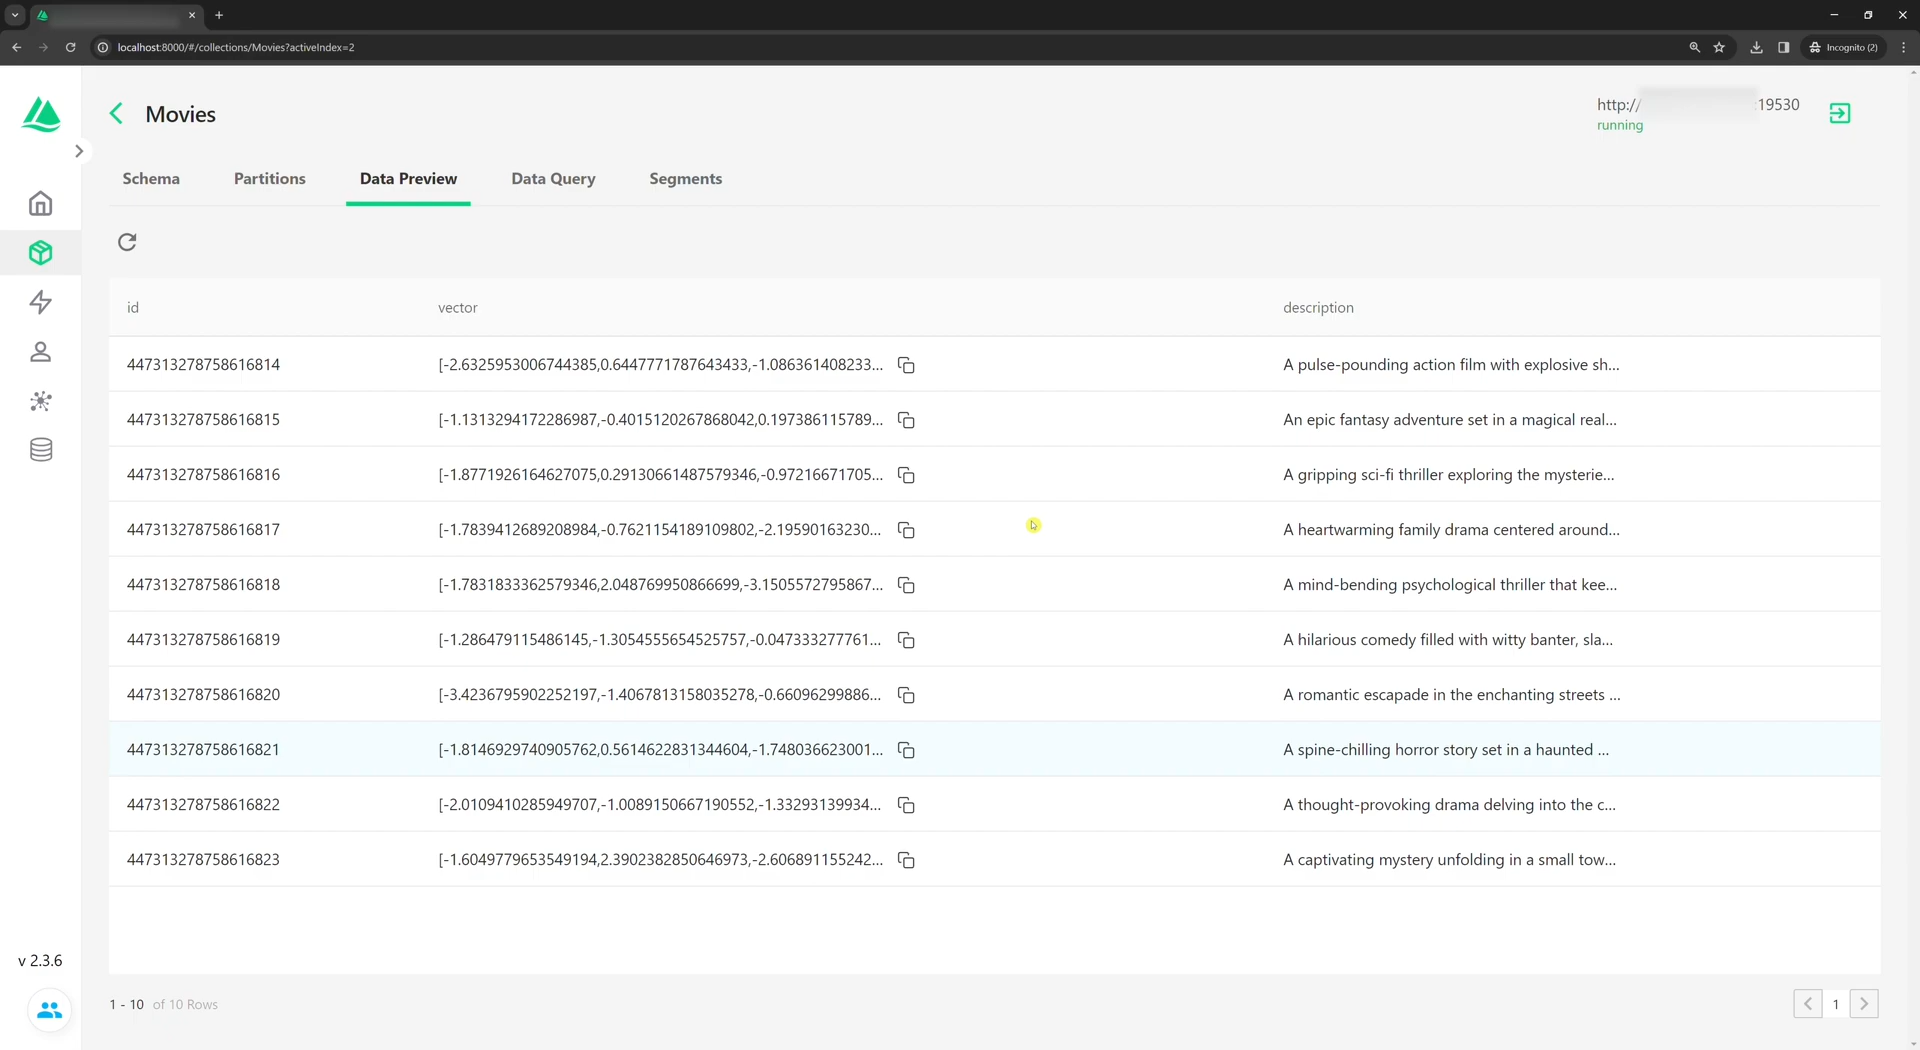 localhost:8000/#/collections/Movies?activeIndex=2
Incognito (2)
Movies
http://
:19530
running
Schema Partitions Data Preview Data Query Segments
id vector description
447313278758616814 [-2.6325953006744385,0.6447771787643433,-1.086361408233... A pulse-pounding action film with explosive sh...
447313278758616815 [-1.1313294172286987,-0.4015120267868042,0.197386115789... An epic fantasy adventure set in a magical real...
447313278758616816 [-1.8771926164627075,0.29130661487579346,-0.97216671705... A gripping sci-fi thriller exploring the mysterie...
447313278758616817 [-1.7839412689208984,-0.7621154189109802,-2.19590163230... A heartwarming family drama centered around...
447313278758616818 [-1.7831833362579346,2.048769950866699,-3.1505572795867... A mind-bending psychological thriller that kee...
447313278758616819 [-1.286479115486145,-1.3054555654525757,-0.047333277761... A hilarious comedy filled with witty banter, sla...
447313278758616820 [-3.4236795902252197,-1.4067813158035278,-0.66096299886... A romantic escapade in the enchanting streets ...
447313278758616821 [-1.8146929740905762,0.5614622831344604,-1.748036623001... A spine-chilling horror story set in a haunted ...
447313278758616822 [-2.0109410285949707,-1.0089150667190552,-1.33293139934... A thought-provoking drama delving into the c...
447313278758616823 [-1.6049779653549194,2.3902382850646973,-2.606891155242... A captivating mystery unfolding in a small tow...
v 2.3.6
1 - 10 of 10 Rows
1